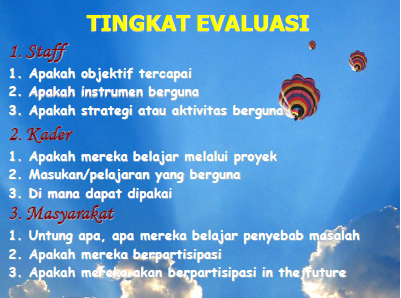 TINGKAT EVALUASI
1. Staff
1. Apakah objektif tercapai
2. Apakah instrumen berguna
3. Apakah strategi atau aktivitas berguna
2. Kader
1. Apakah mereka belajar melalui proyek
2. Masukan/pelajaran yang berguna
3. Di mana dapat dipakai
3. Masyarakat
1. Untung apa, apa mereka belajar penyebab masalah
2. Apakah mereka berpartisipasi
3. Apakah merokarakan berpartisipasi in the future